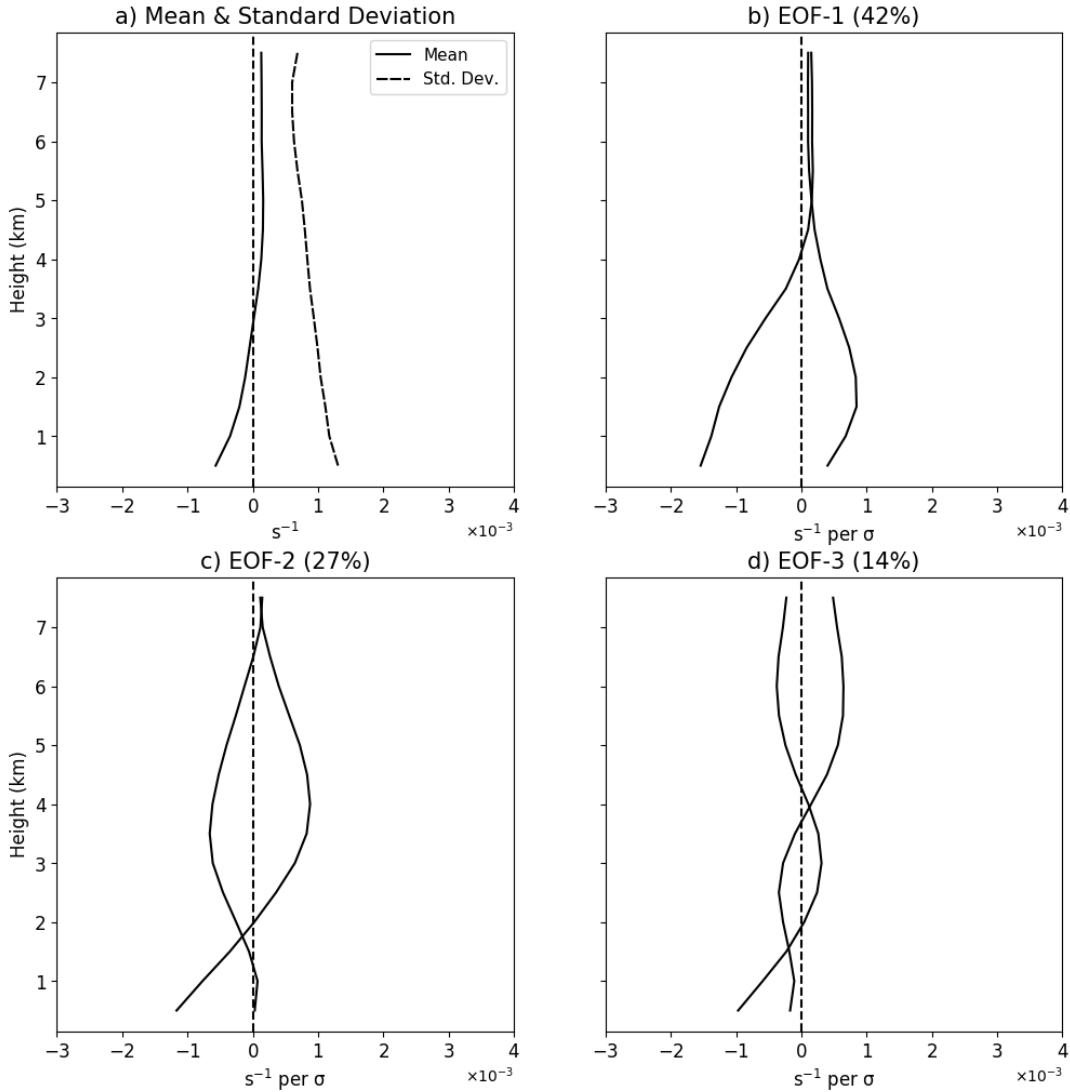 a) Mean & Standard Deviation
Mean
Std. Dev.
Height (km)
7
6
5
4
3
2
1
−3 −2 −1 0 1 2 3 4
s⁻¹
×10⁻³
b) EOF-1 (42%)
−3 −2 −1 0 1 2 3 4
s⁻¹ per σ
×10⁻³
c) EOF-2 (27%)
Height (km)
7
6
5
4
3
2
1
−3 −2 −1 0 1 2 3 4
s⁻¹ per σ
×10⁻³
d) EOF-3 (14%)
−3 −2 −1 0 1 2 3 4
s⁻¹ per σ
×10⁻³